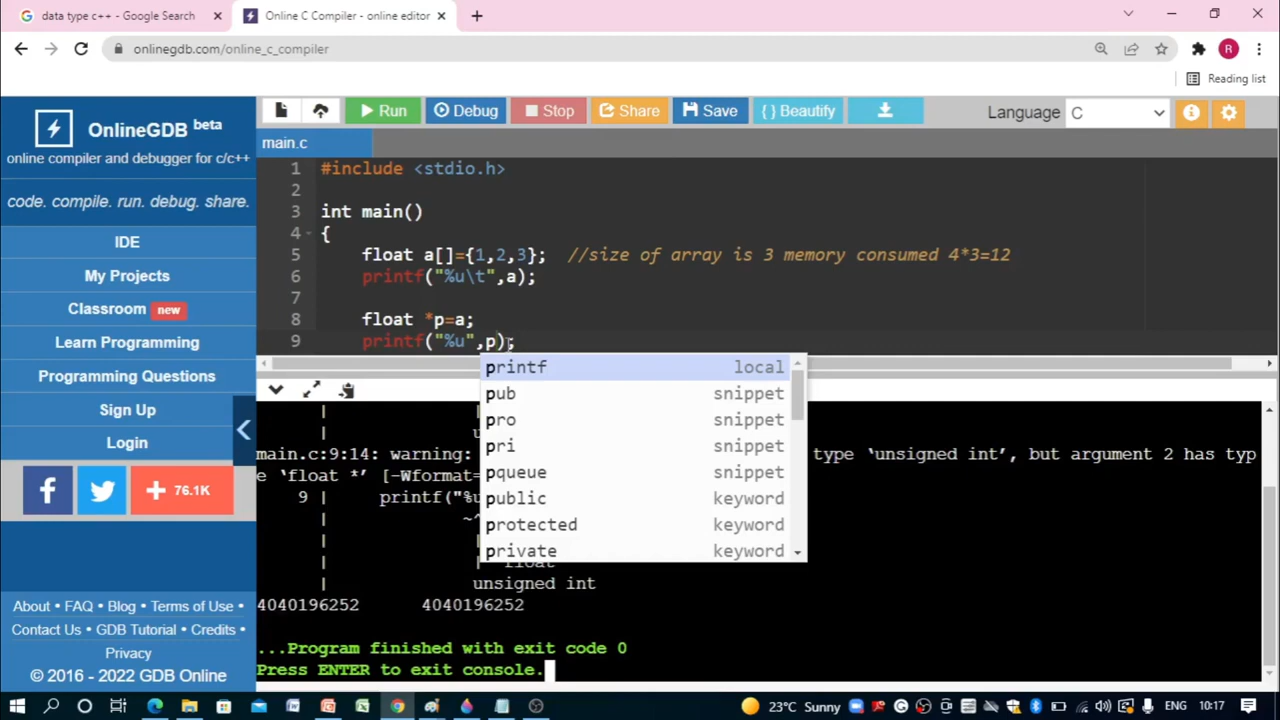 data type c++ - Google Search
Online C Compiler - online editor
onlinegdb.com/online_c_compiler
R
Reading list
OnlineGDB beta
online compiler and debugger for c/c++
code. compile. run. debug. share.
IDE
My Projects
Classroom new
Learn Programming
Programming Questions
Sign Up
Login
76.1K
About • FAQ • Blog • Terms of Use •
Contact Us • GDB Tutorial • Credits •
Privacy
© 2016 - 2022 GDB Online
Run
Debug
Stop
Share
Save
{ } Beautify
Language C
main.c
1 #include <stdio.h>
2
3 int main()
4 {
5 float a[]={1,2,3}; //size of array is 3 memory consumed 4*3=12
6 printf("%u\t",a);
7
8 float *p=a;
9 printf("%u",p);
printf local
pub snippet
pro snippet
pri snippet
pqueue snippet
public keyword
protected keyword
private keyword
main.c:9:14: warning: type ‘unsigned int’, but argument 2 has typ
e ‘float *’ [-Wformat=
9 | printf("%u
| float
| unsigned int
4040196252 4040196252
...Program finished with exit code 0
Press ENTER to exit console.
23°C Sunny
ENG
10:17